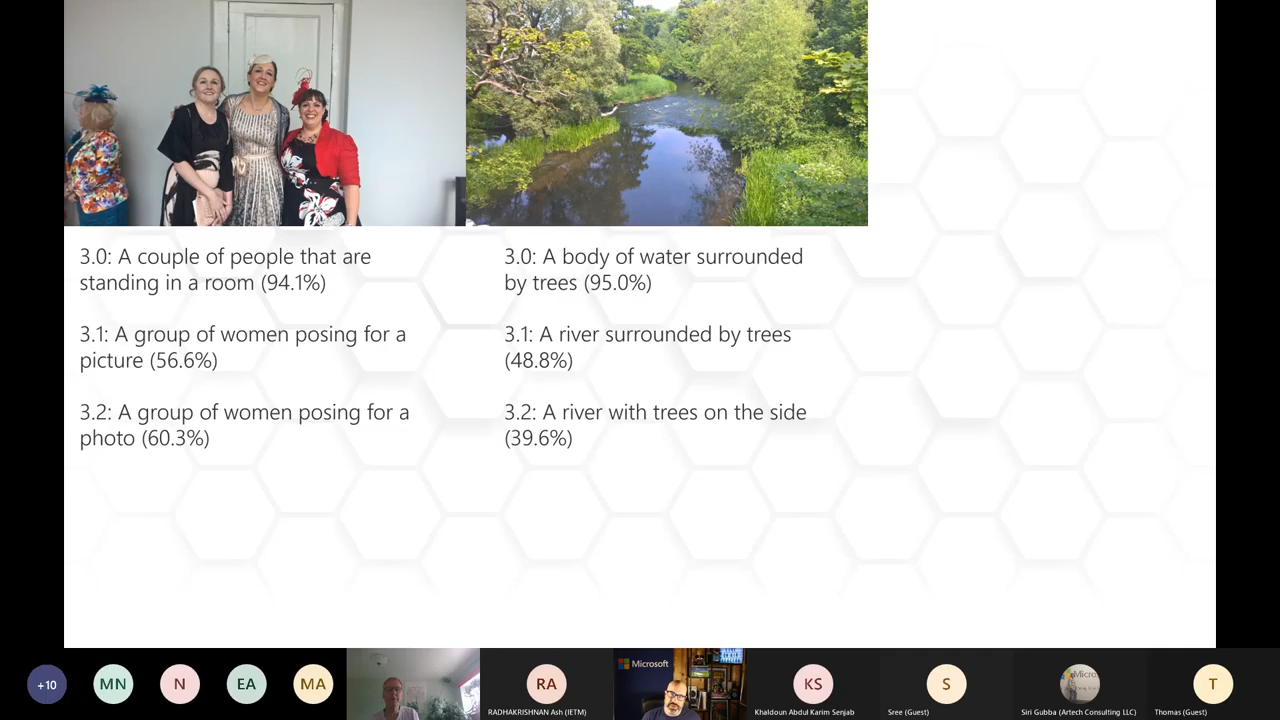 3.0: A couple of people that are
standing in a room (94.1%)
3.1: A group of women posing for a
picture (56.6%)
3.2: A group of women posing for a
photo (60.3%)
3.0: A body of water surrounded
by trees (95.0%)
3.1: A river surrounded by trees
(48.8%)
3.2: A river with trees on the side
(39.6%)
+10
MN
N
EA
MA
RA
RADHAKRISHNAN Ash (IETM)
Microsoft
KS
Khaldoun Abdul Karim Senjab
S
Sree (Guest)
Siri Gubba (Artech Consulting LLC)
T
Thomas (Guest)